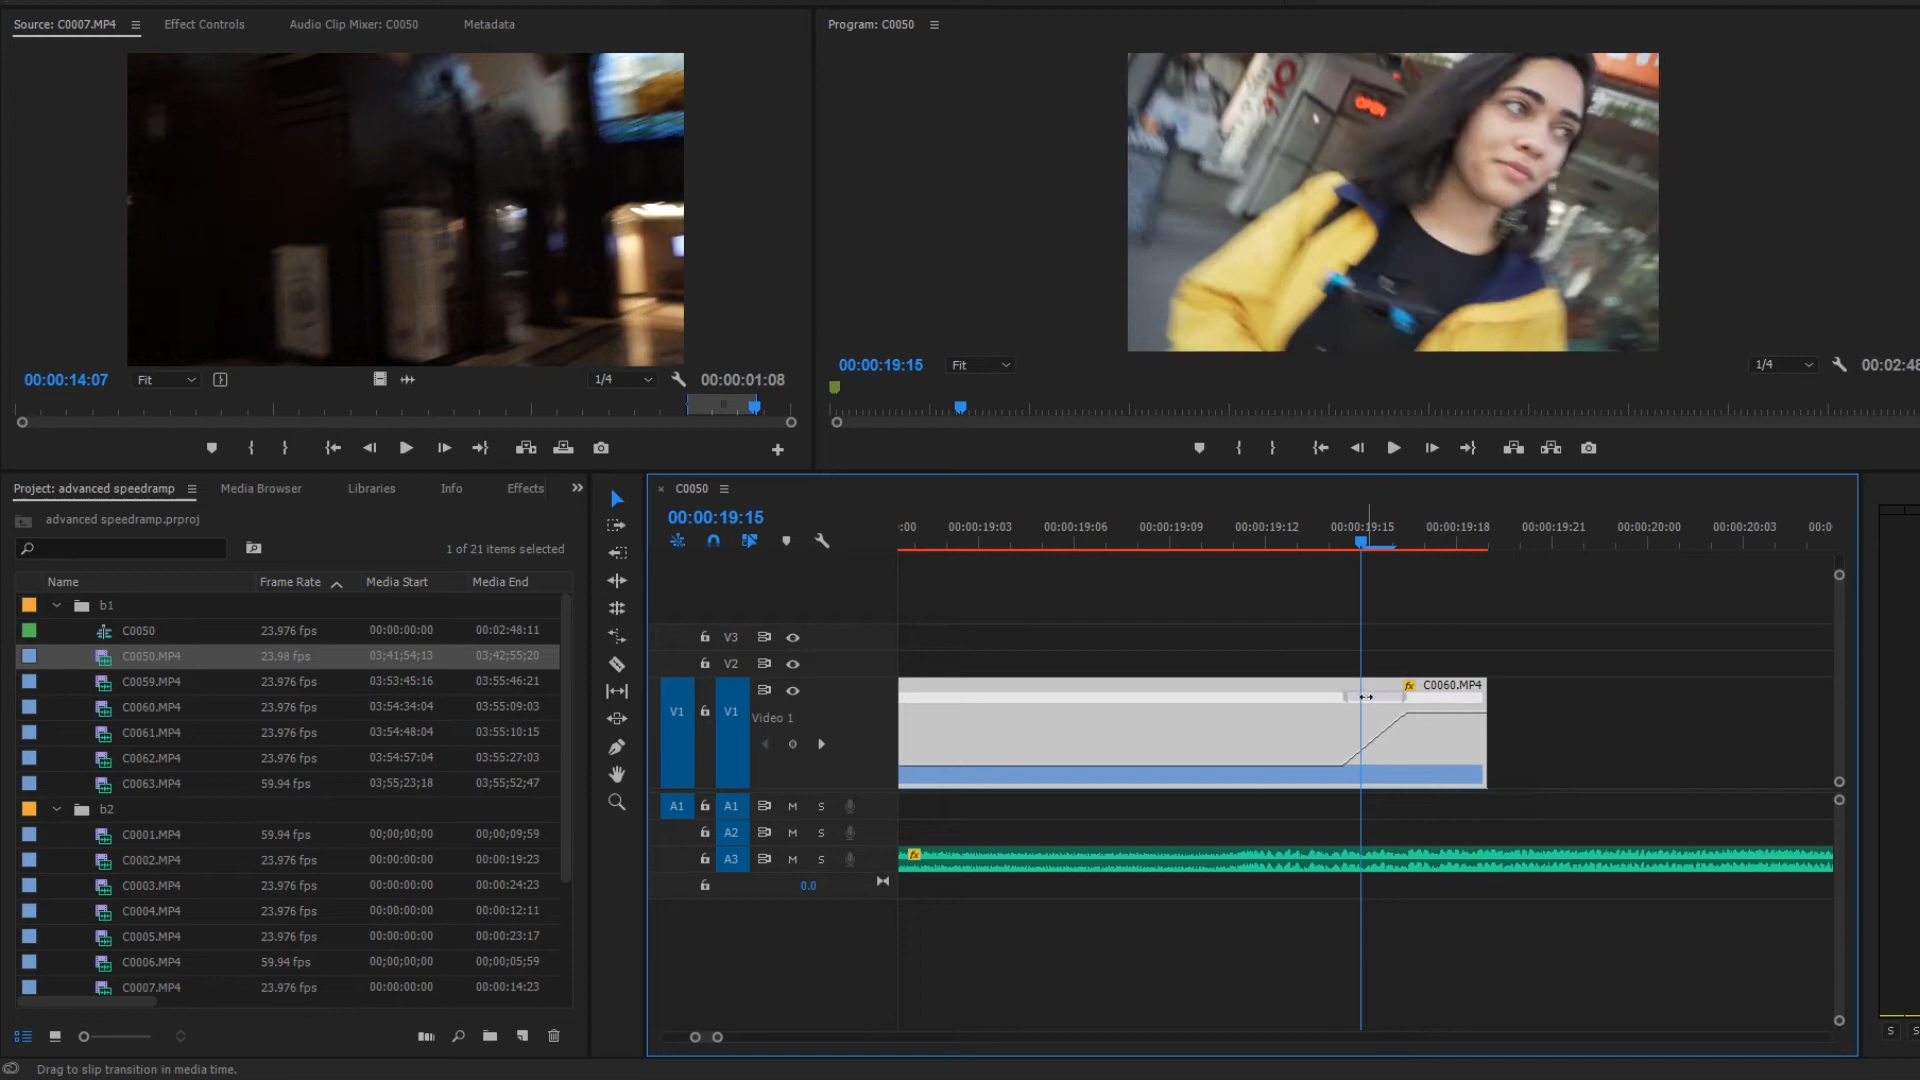 Source: C0007.MP4 Effect Controls Audio Clip Mixer: C0050 Metadata
Program: C0050
OPEN
00:00:14:07 Fit 1/4 00:00:01:08
00:00:19:15 Fit 1/4 00:02:48
Project: advanced speedramp Media Browser Libraries Info Effects
advanced speedramp.prproj
1 of 21 items selected
Name Frame Rate Media Start Media End
b1
C0050 23.976 fps 00:00:00:00 00:02:48:11
C0050.MP4 23.98 fps 03;41;54;13 03;42;55;20
C0059.MP4 23.976 fps 03:53:45:16 03:55:46:21
C0060.MP4 23.976 fps 03:54:34:04 03:55:09:03
C0061.MP4 23.976 fps 03:54:48:04 03:55:10:15
C0062.MP4 23.976 fps 03:54:57:04 03:55:27:03
C0063.MP4 59.94 fps 03;55;23;18 03;55;52;47
b2
C0001.MP4 59.94 fps 00;00;00;00 00;00;09;59
C0002.MP4 23.976 fps 00:00:00:00 00:00:19:23
C0003.MP4 23.976 fps 00:00:00:00 00:00:24:23
C0004.MP4 23.976 fps 00:00:00:00 00:00:12:11
C0005.MP4 23.976 fps 00:00:00:00 00:00:23:17
C0006.MP4 59.94 fps 00;00;00;00 00;00;05;59
C0007.MP4 23.976 fps 00:00:00:00 00:00:14:23
C0050
00:00:19:15
:00 00:00:19:03 00:00:19:06 00:00:19:09 00:00:19:12 00:00:19:15 00:00:19:18 00:00:19:21 00:00:20:00 00:00:20:03 00:0
V3
V2
fx C0060.MP4
V1 V1 Video 1
A1 A1 M S
A2 M S
A3 M S fx
0.0
S S
Drag to slip transition in media time.